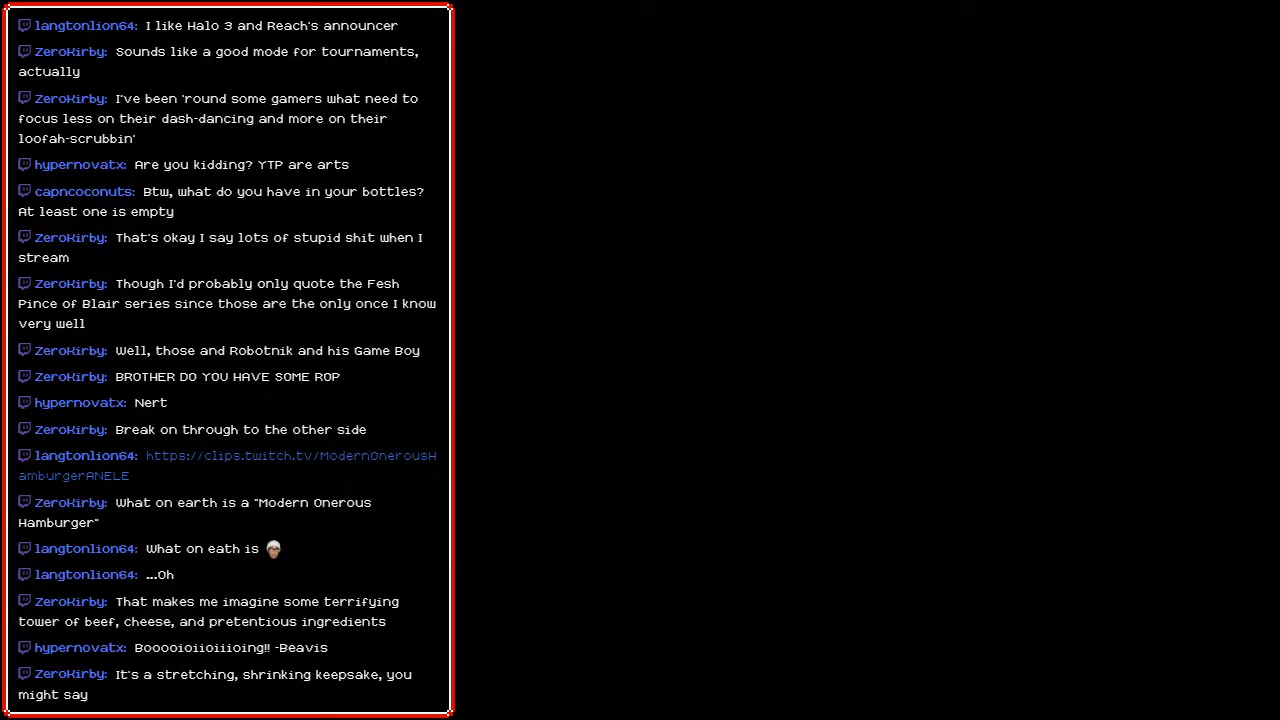 langtonlion64: I like Halo 3 and Reach's announcer
ZeroKirby: Sounds like a good mode for tournaments,
actually
ZeroKirby: I've been 'round some gamers what need to
focus less on their dash-dancing and more on their
loofah-scrubbin'
hypernovatx: Are you kidding? YTP are arts
capncoconuts: Btw, what do you have in your bottles?
At least one is empty
ZeroKirby: That's okay I say lots of stupid shit when I
stream
ZeroKirby: Though I'd probably only quote the Fesh
Pince of Blair series since those are the only once I know
very well
ZeroKirby: Well, those and Robotnik and his Game Boy
ZeroKirby: BROTHER DO YOU HAVE SOME ROP
hypernovatx: Nert
ZeroKirby: Break on through to the other side
langtonlion64: https://clips.twitch.tv/ModernOnerousH
amburgerANELE
ZeroKirby: What on earth is a "Modern Onerous
Hamburger"
langtonlion64: What on eath is
langtonlion64: ...Oh
ZeroKirby: That makes me imagine some terrifying
tower of beef, cheese, and pretentious ingredients
hypernovatx: Booooioiioiiioing!! -Beavis
ZeroKirby: It's a stretching, shrinking keepsake, you
might say